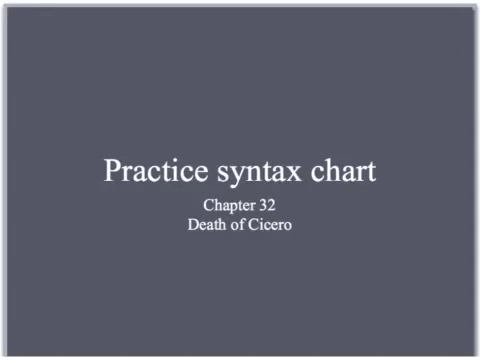 Practice syntax chart
Chapter 32
Death of Cicero